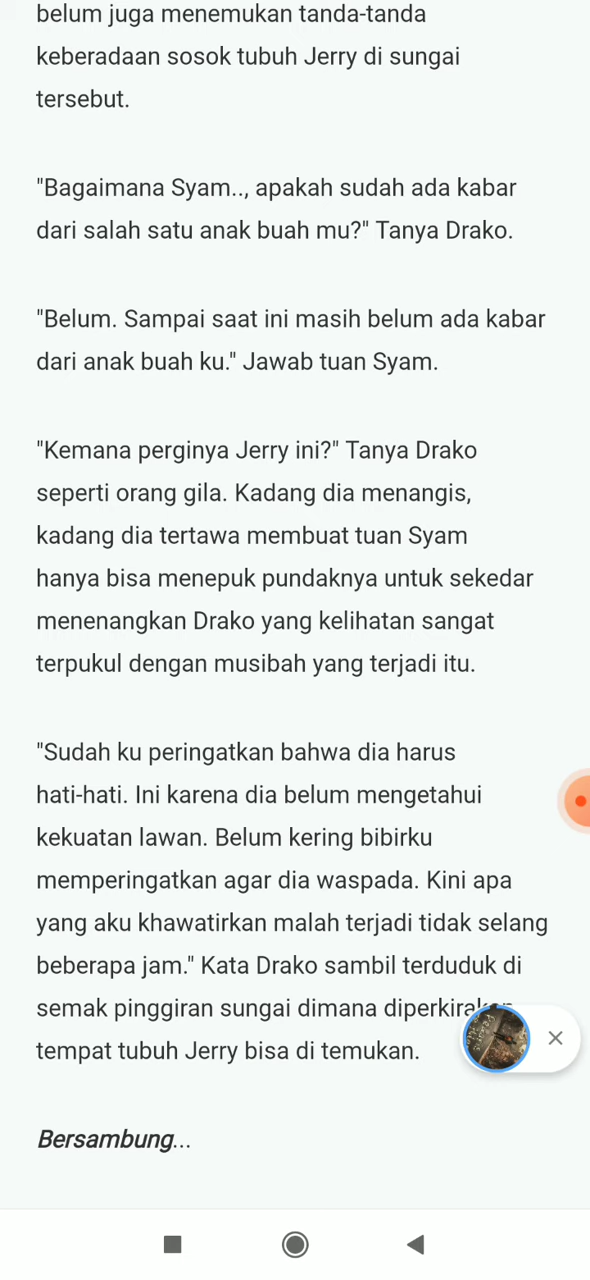 belum juga menemukan tanda-tanda
keberadaan sosok tubuh Jerry di sungai
tersebut.
"Bagaimana Syam.., apakah sudah ada kabar
dari salah satu anak buah mu?" Tanya Drako.
"Belum. Sampai saat ini masih belum ada kabar
dari anak buah ku." Jawab tuan Syam.
"Kemana perginya Jerry ini?" Tanya Drako
seperti orang gila. Kadang dia menangis,
kadang dia tertawa membuat tuan Syam
hanya bisa menepuk pundaknya untuk sekedar
menenangkan Drako yang kelihatan sangat
terpukul dengan musibah yang terjadi itu.
"Sudah ku peringatkan bahwa dia harus
hati-hati. Ini karena dia belum mengetahui
kekuatan lawan. Belum kering bibirku
memperingatkan agar dia waspada. Kini apa
yang aku khawatirkan malah terjadi tidak selang
beberapa jam." Kata Drako sambil terduduk di
semak pinggiran sungai dimana diperkirakan
tempat tubuh Jerry bisa di temukan.
Bersambung...